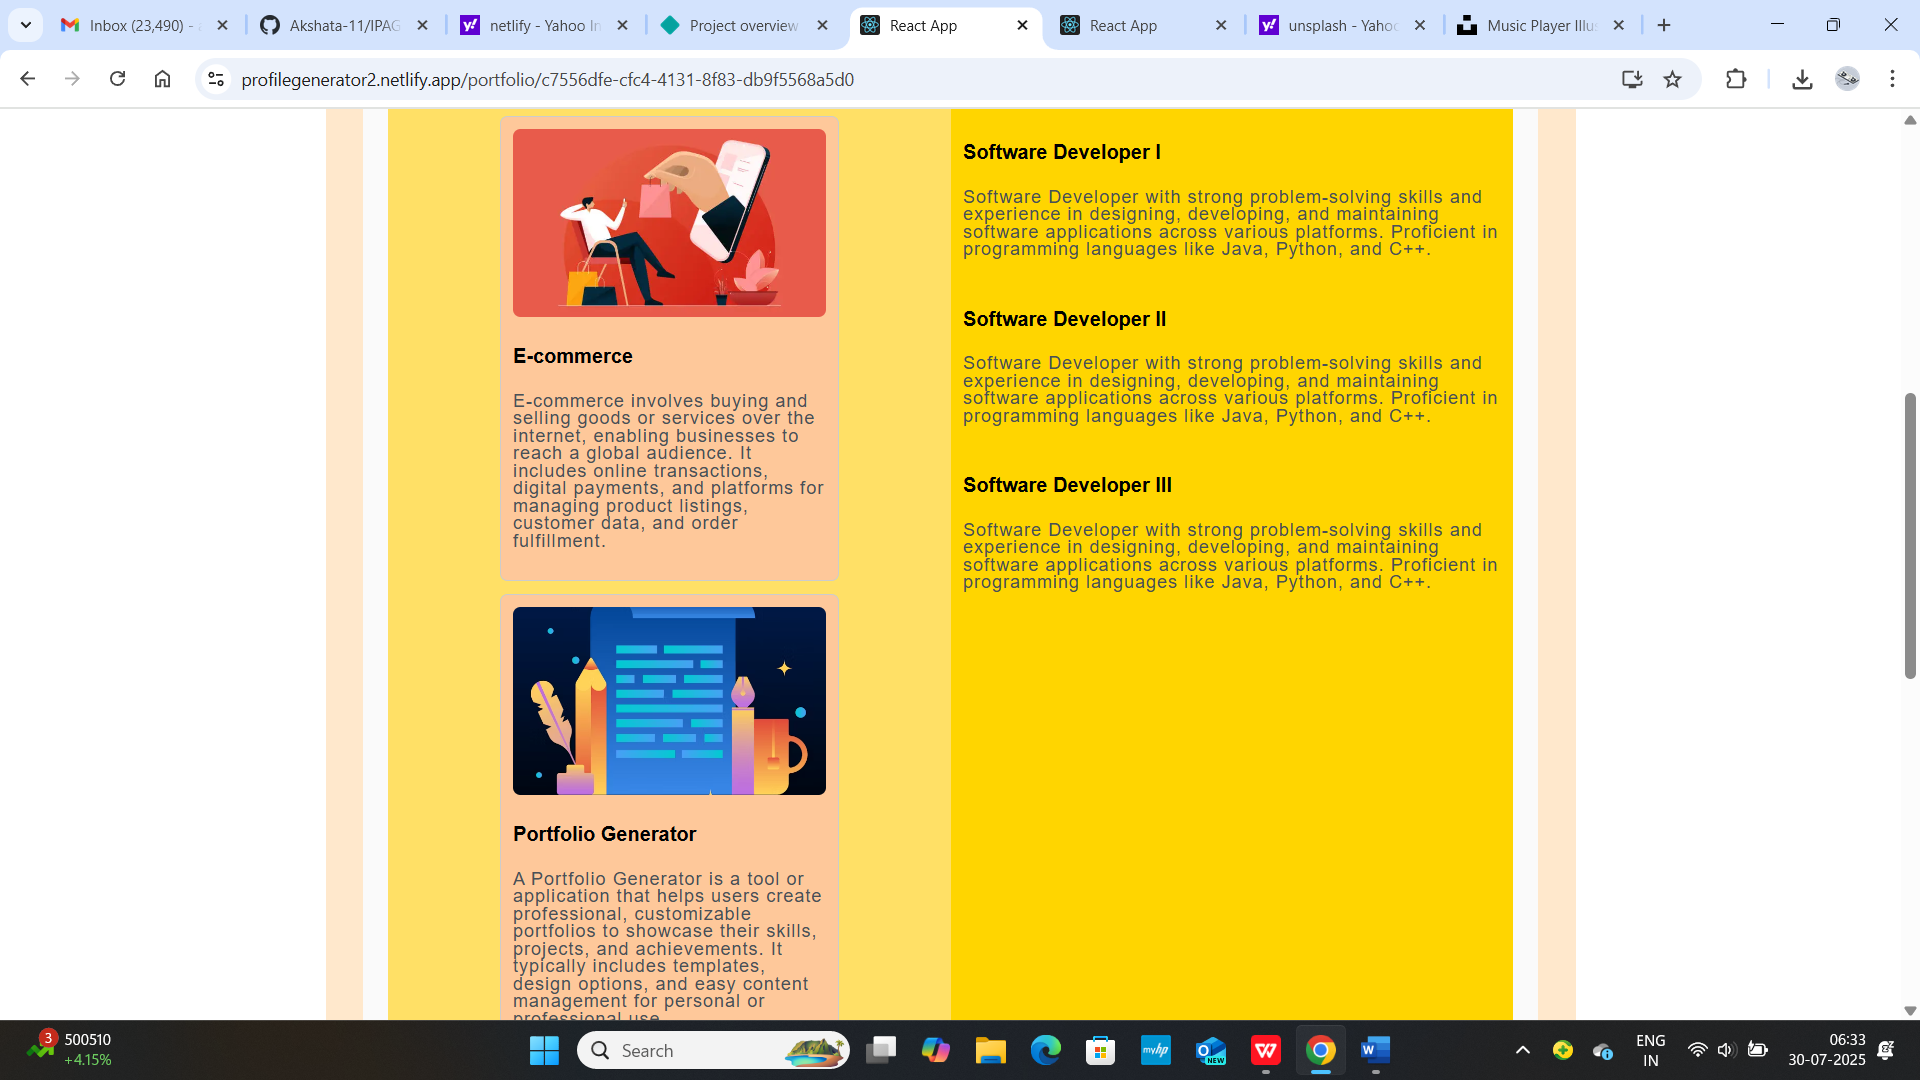 Inbox (23,490) -
Akshata-11/IPAG
netlify - Yahoo In
Project overview
React App
React App
unsplash - Yahoo
Music Player Illus
profilegenerator2.netlify.app/portfolio/c7556dfe-cfc4-4131-8f83-db9f5568a5d0
E-commerce
E-commerce involves buying and
selling goods or services over the
internet, enabling businesses to
reach a global audience. It
includes online transactions,
digital payments, and platforms for
managing product listings,
customer data, and order
fulfillment.
Portfolio Generator
A Portfolio Generator is a tool or
application that helps users create
professional, customizable
portfolios to showcase their skills,
projects, and achievements. It
typically includes templates,
design options, and easy content
management for personal or
professional use.
Software Developer I
Software Developer with strong problem-solving skills and
experience in designing, developing, and maintaining
software applications across various platforms. Proficient in
programming languages like Java, Python, and C++.
Software Developer II
Software Developer with strong problem-solving skills and
experience in designing, developing, and maintaining
software applications across various platforms. Proficient in
programming languages like Java, Python, and C++.
Software Developer III
Software Developer with strong problem-solving skills and
experience in designing, developing, and maintaining
software applications across various platforms. Proficient in
programming languages like Java, Python, and C++.
3
500510
+4.15%
Search
myhp
NEW
W
ENG
IN
06:33
30-07-2025